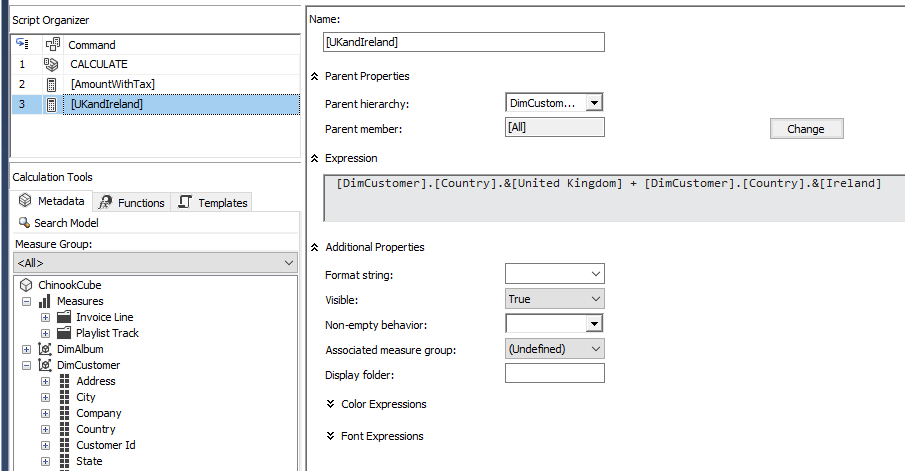 Script Organizer
Command
1 CALCULATE
2 [AmountWithTax]
3 [UKandIreland]
Calculation Tools
Metadata Functions Templates
Search Model
Measure Group:
<All>
ChinookCube
Measures
Invoice Line
Playlist Track
DimAlbum
DimCustomer
Address
City
Company
Country
Customer Id
State
Name:
[UKandIreland]
Parent Properties
Parent hierarchy: DimCustom...
Parent member: [All] Change
Expression
[DimCustomer].[Country].&[United Kingdom] + [DimCustomer].[Country].&[Ireland]
Additional Properties
Format string:
Visible: True
Non-empty behavior:
Associated measure group: (Undefined)
Display folder:
Color Expressions
Font Expressions